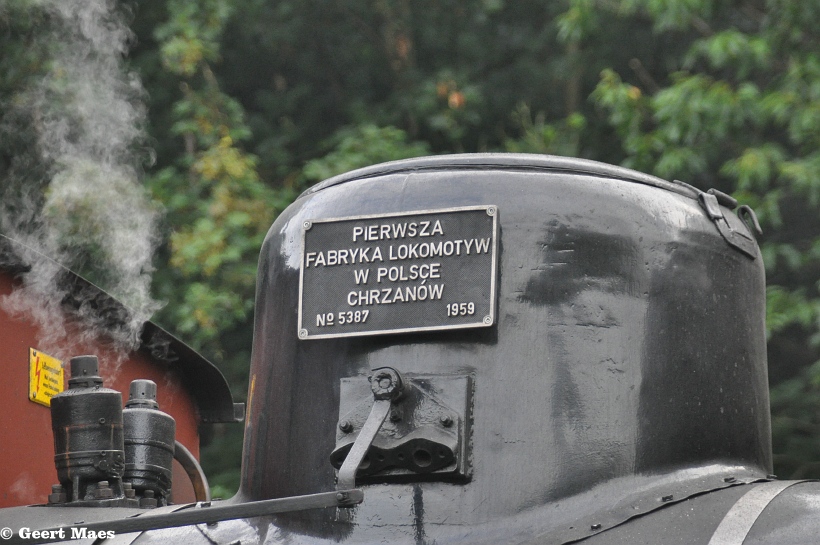 PIERWSZA
FABRYKA LOKOMOTYW
W POLSCE
CHRZANÓW
No 5387 1959
© Geert Maes